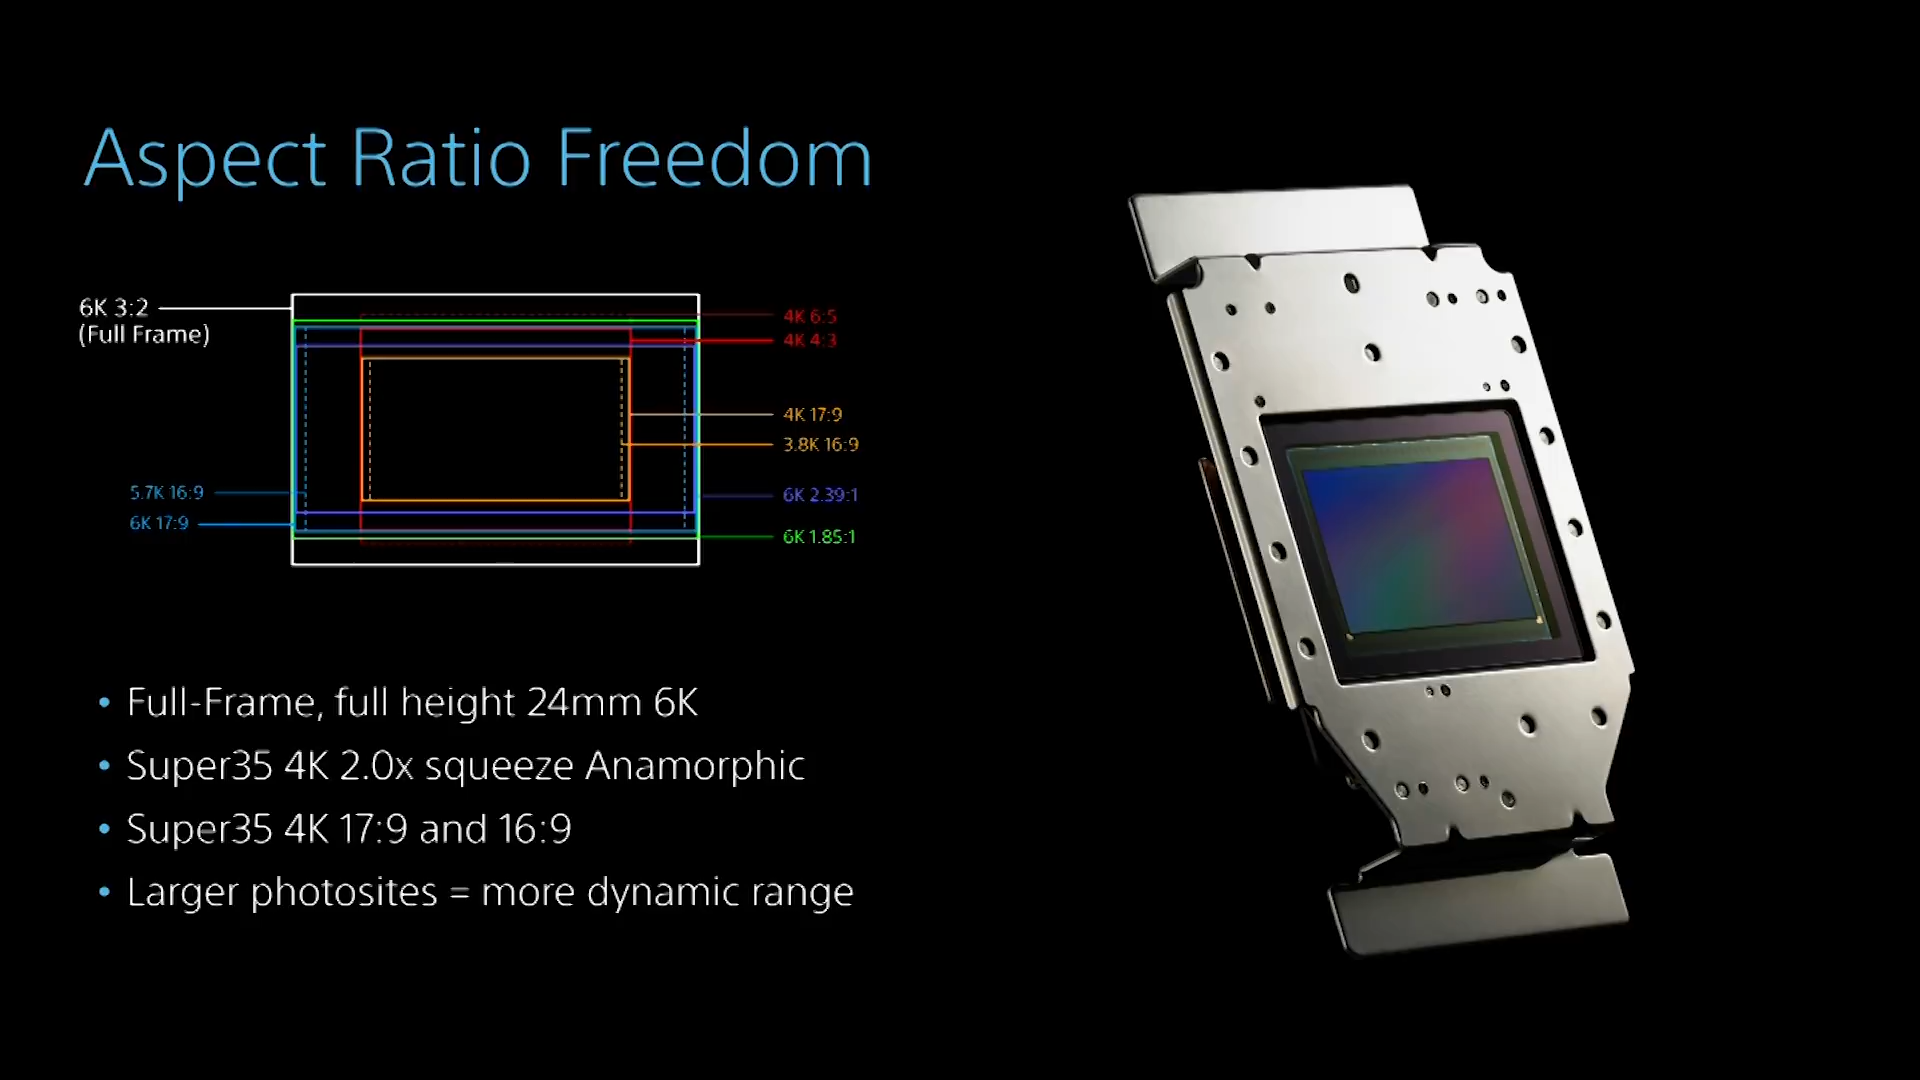 Aspect Ratio Freedom
6K 3:2
(Full Frame)
4K 6:5
4K 4:3
4K 17:9
3.8K 16:9
5.7K 16:9
6K 2.39:1
6K 17:9
6K 1.85:1
• Full-Frame, full height 24mm 6K
• Super35 4K 2.0x squeeze Anamorphic
• Super35 4K 17:9 and 16:9
• Larger photosites = more dynamic range